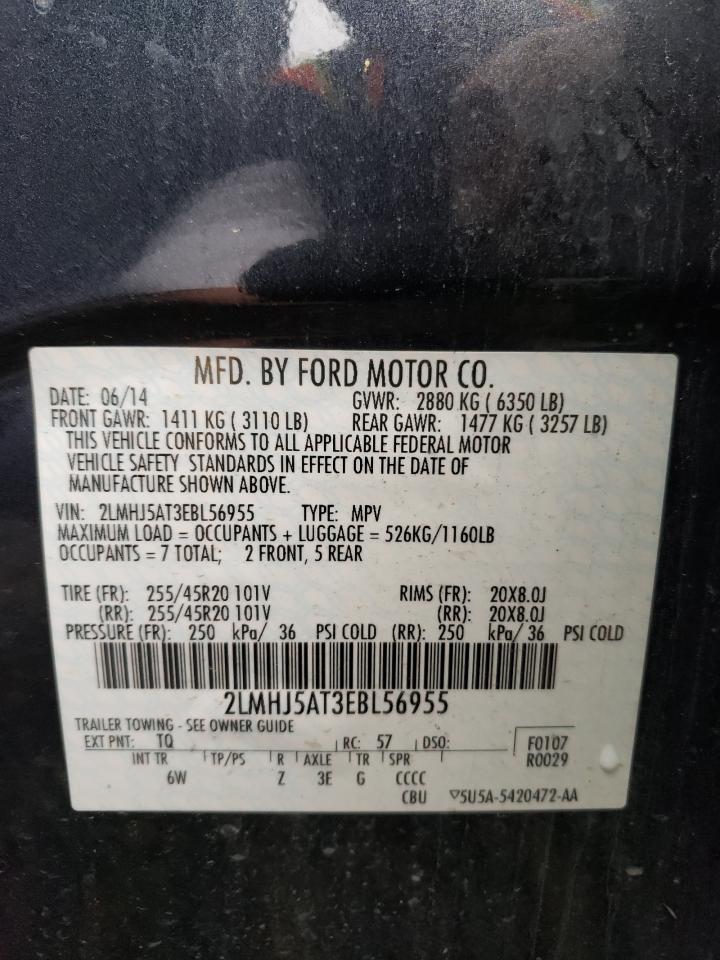 MFD. BY FORD MOTOR CO.
DATE: 06/14 GVWR: 2880 KG ( 6350 LB)
FRONT GAWR: 1411 KG ( 3110 LB) REAR GAWR: 1477 KG ( 3257 LB)
THIS VEHICLE CONFORMS TO ALL APPLICABLE FEDERAL MOTOR
VEHICLE SAFETY STANDARDS IN EFFECT ON THE DATE OF
MANUFACTURE SHOWN ABOVE.
VIN: 2LMHJ5AT3EBL56955 TYPE: MPV
MAXIMUM LOAD = OCCUPANTS + LUGGAGE = 526KG/1160LB
OCCUPANTS = 7 TOTAL; 2 FRONT, 5 REAR
TIRE (FR): 255/45R20 101V RIMS (FR): 20X8.0J
(RR): 255/45R20 101V (RR): 20X8.0J
PRESSURE (FR): 250 kPa/ 36 PSI COLD (RR): 250 kPa/ 36 PSI COLD
2LMHJ5AT3EBL56955
TRAILER TOWING - SEE OWNER GUIDE
EXT PNT: TQ RC: 57 DSO: F0107
INT TR TP/PS R AXLE TR SPR R0029
6W Z 3E G CCCC
CBU ▽5U5A-5420472-AA